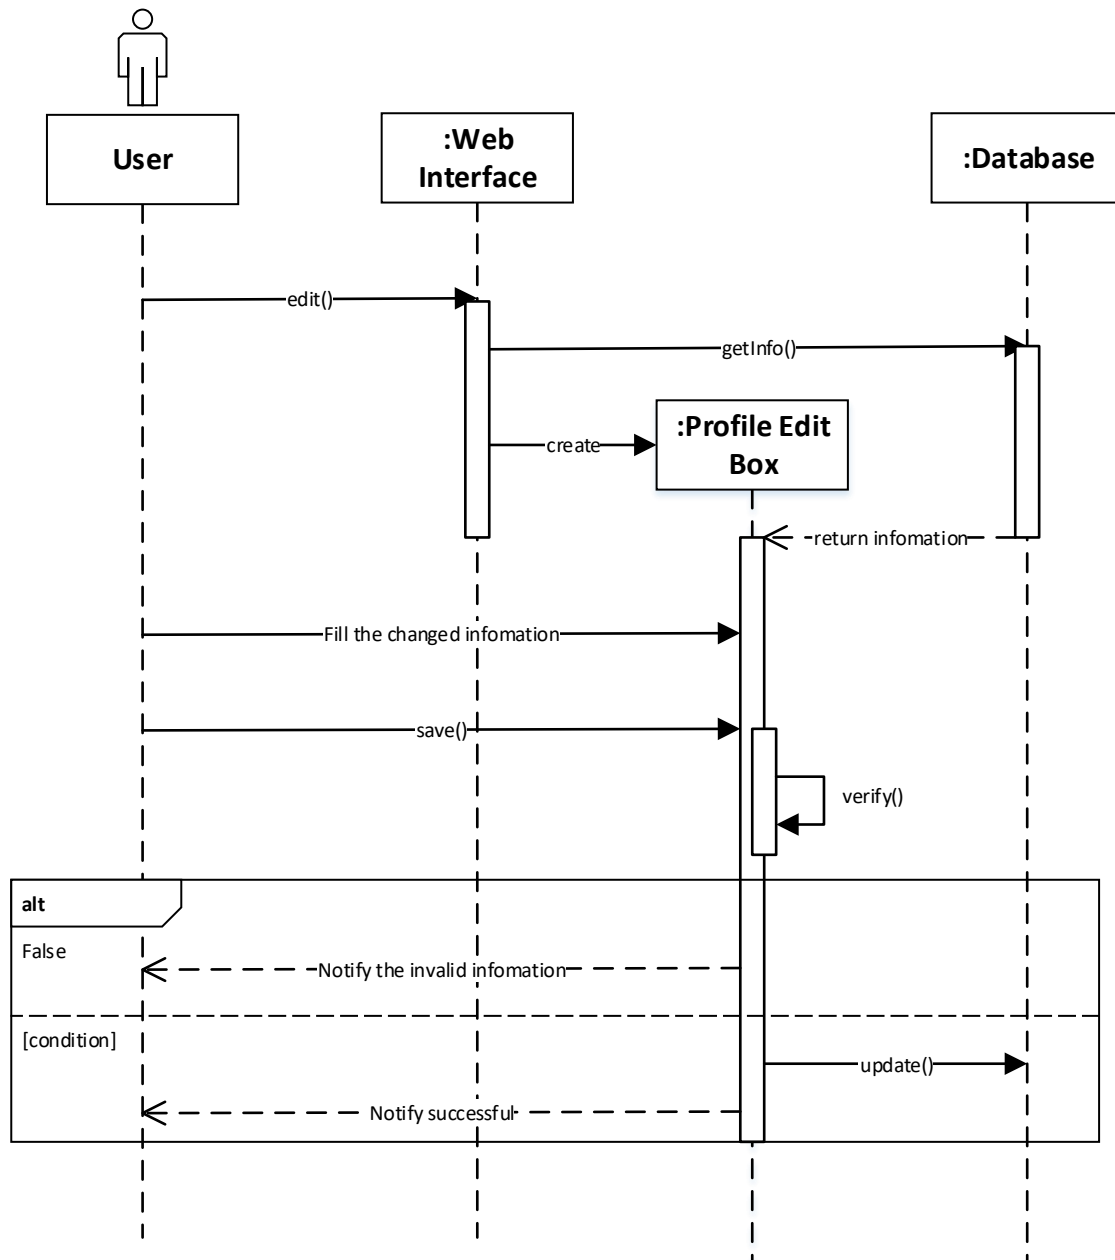 User
:Web
Interface
:Database
edit()
getInfo()
:Profile Edit
Box
create
return infomation
Fill the changed infomation
save()
verify()
alt
False
Notify the invalid infomation
[condition]
update()
Notify successful